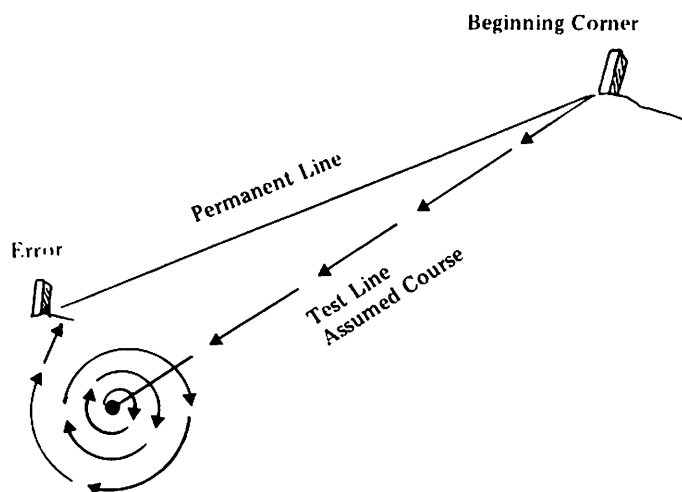 Beginning Corner
Permanent Line
Error
Test Line
Assumed Course